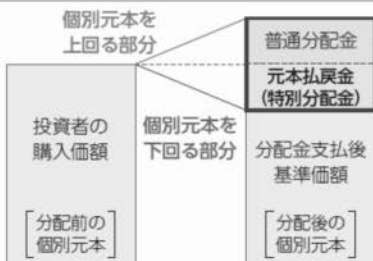 個別元本を
上回る部分
普通分配金
元本払戻金
(特別分配金)
投資者の
購入価額
個別元本を
下回る部分
分配金支払後
基準価額
分配前の
個別元本
分配後の
個別元本